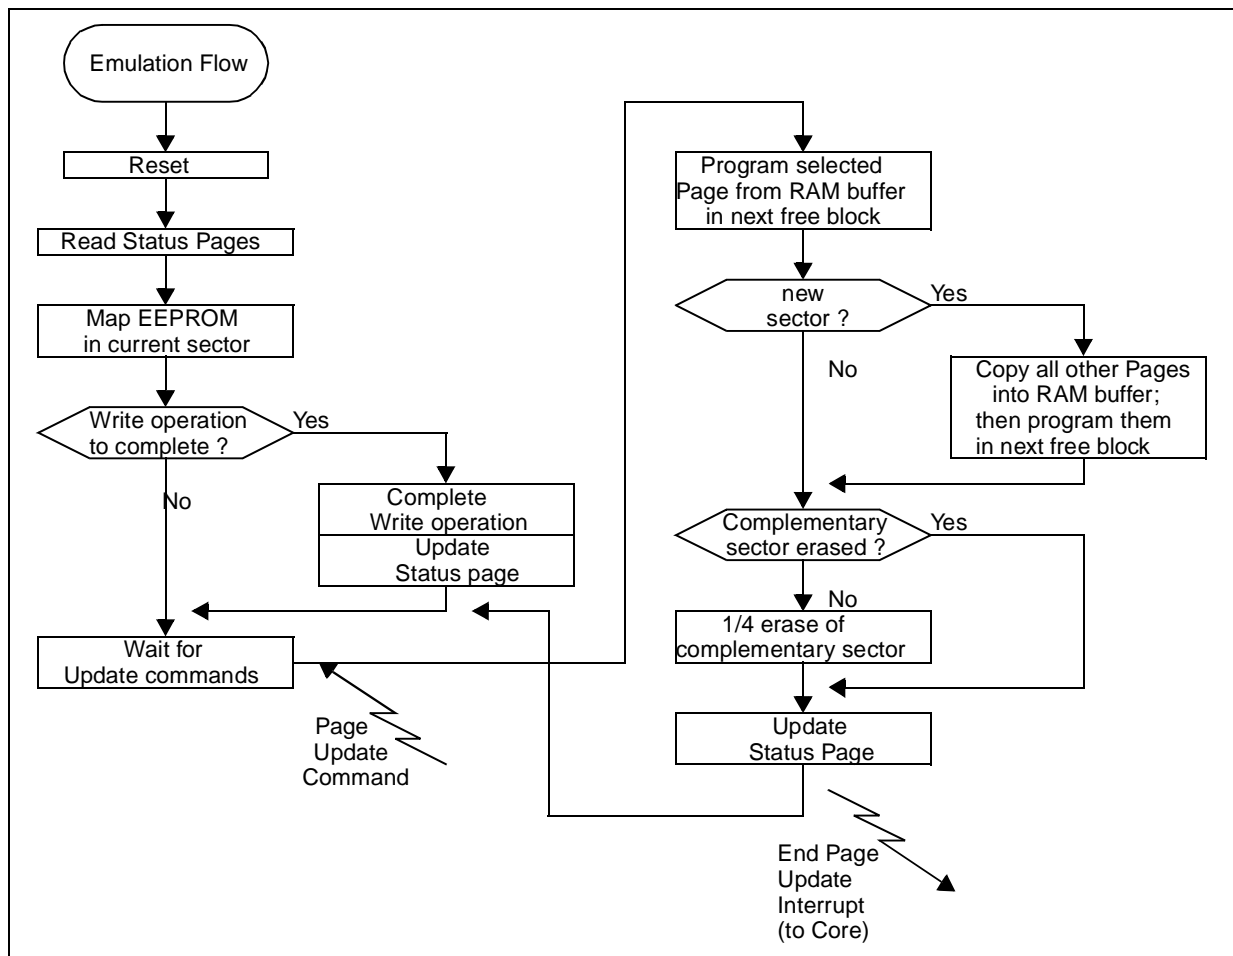 Emulation Flow
Reset
Read Status Pages
Map EEPROM
in current sector
Write operation
to complete ?
Yes
No
Complete
Write operation
Update
Status page
Wait for
Update commands
Page
Update
Command
Program selected
Page from RAM buffer
in next free block
new
sector ?
Yes
No
Copy all other Pages
into RAM buffer;
then program them
in next free block
Complementary
sector erased ?
Yes
No
1/4 erase of
complementary sector
Update
Status Page
End Page
Update
Interrupt
(to Core)